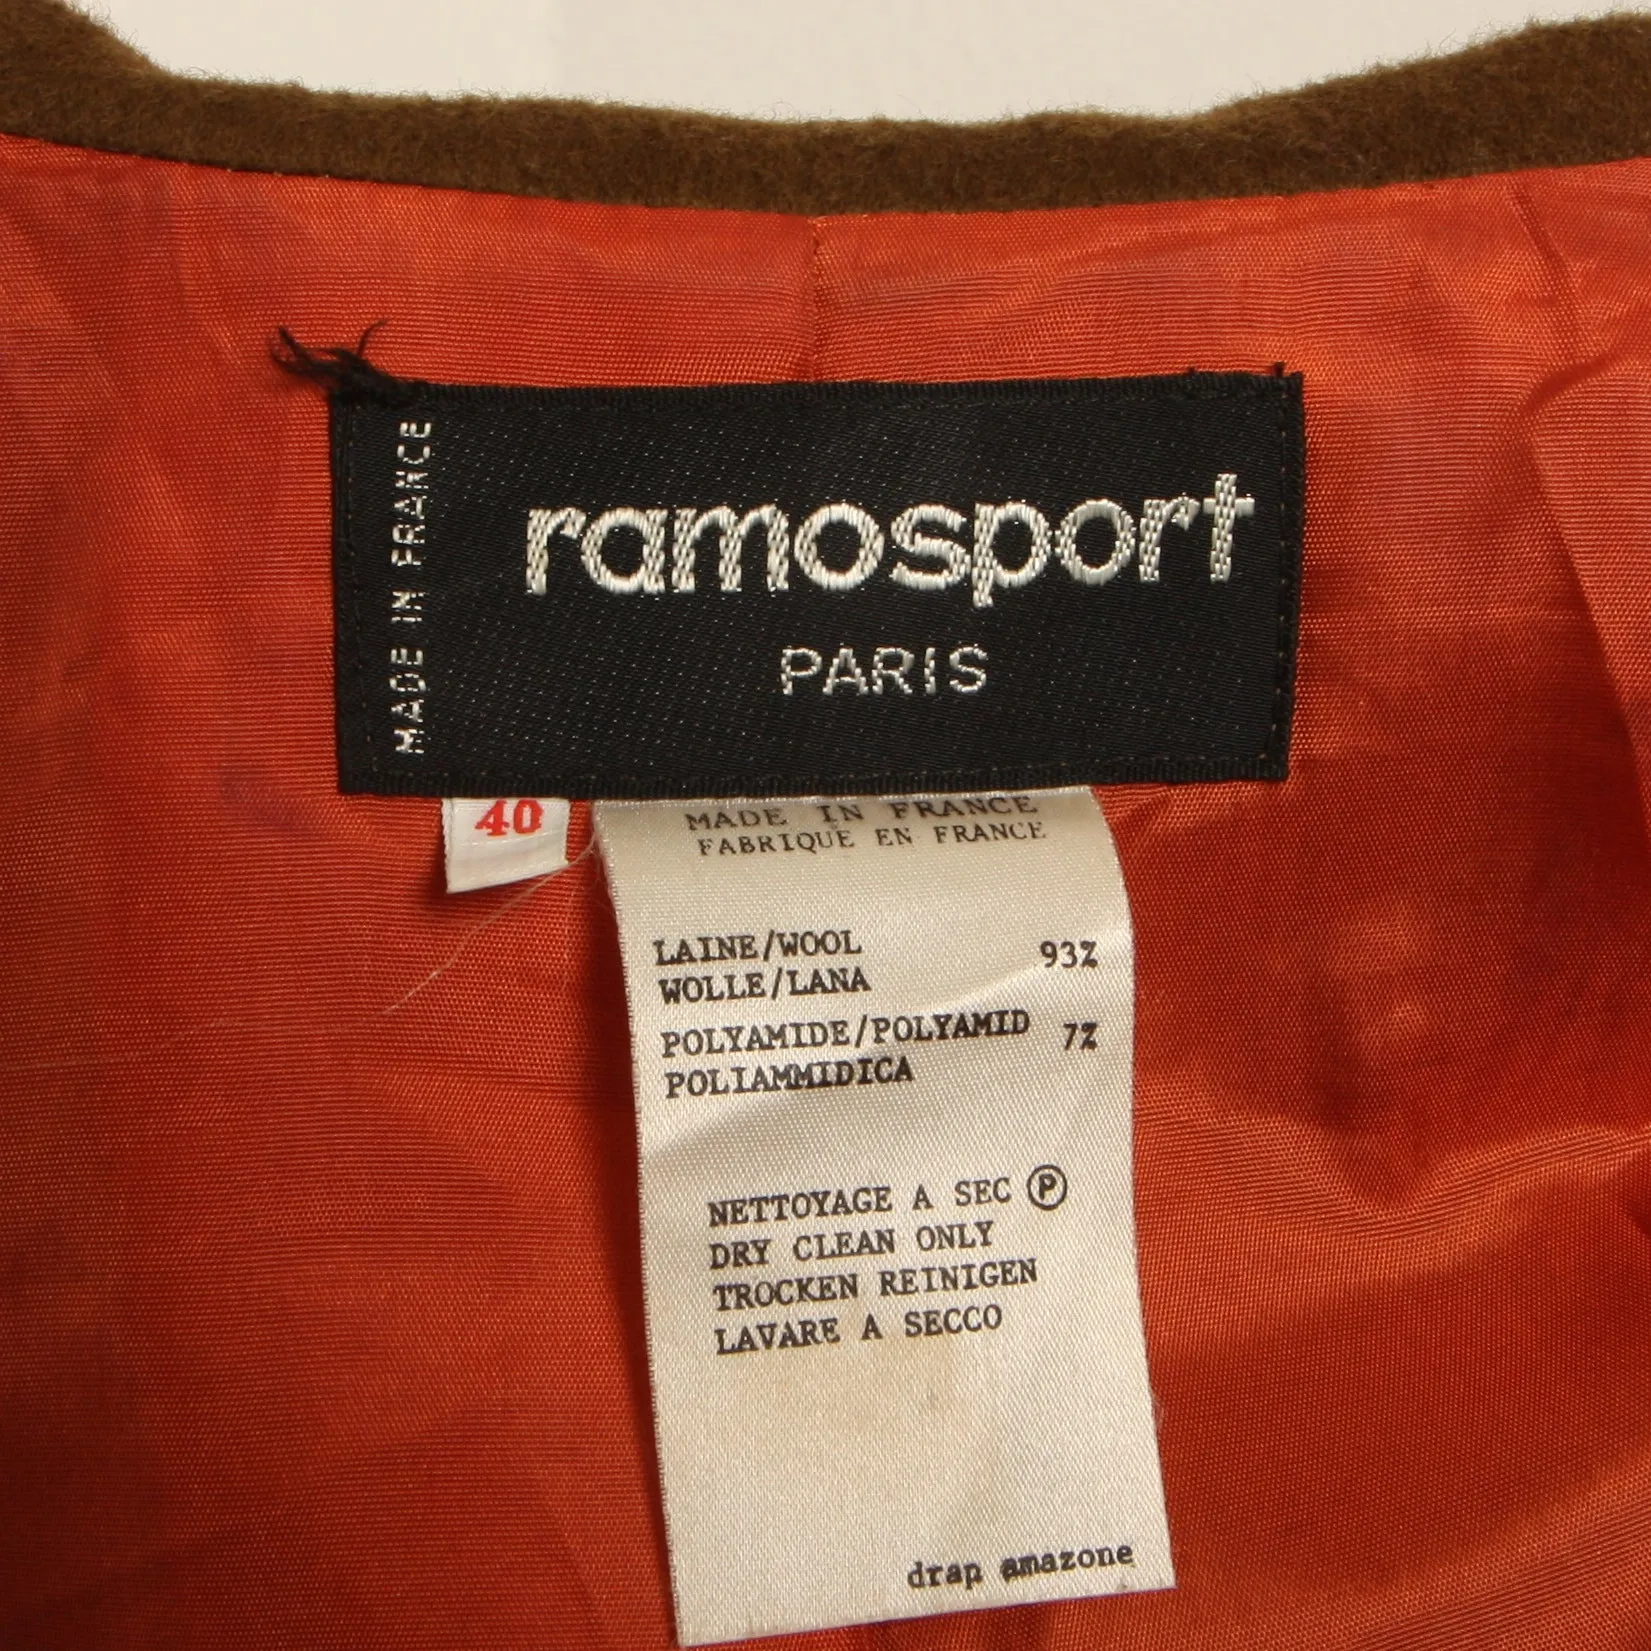 MADE IN FRANCE
ramosport
PARIS
40
MADE IN FRANCE
FABRIQUE EN FRANCE
LAINE/WOOL 93%
WOLLE/LANA
POLYAMIDE/POLYAMID 7%
POLIAMMIDICA
NETTOYAGE A SEC Ⓟ
DRY CLEAN ONLY
TROCKEN REINIGEN
LAVARE A SECCO
drap amazone